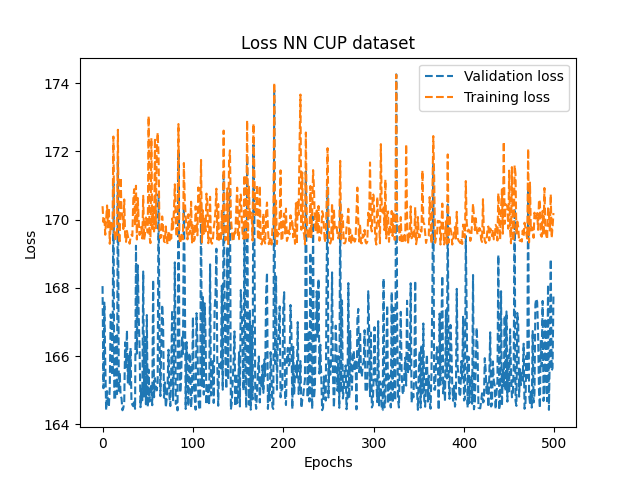 Loss NN CUP dataset
Validation loss
Training loss
Loss
174
172
170
168
166
164
0
100
200
300
400
500
Epochs